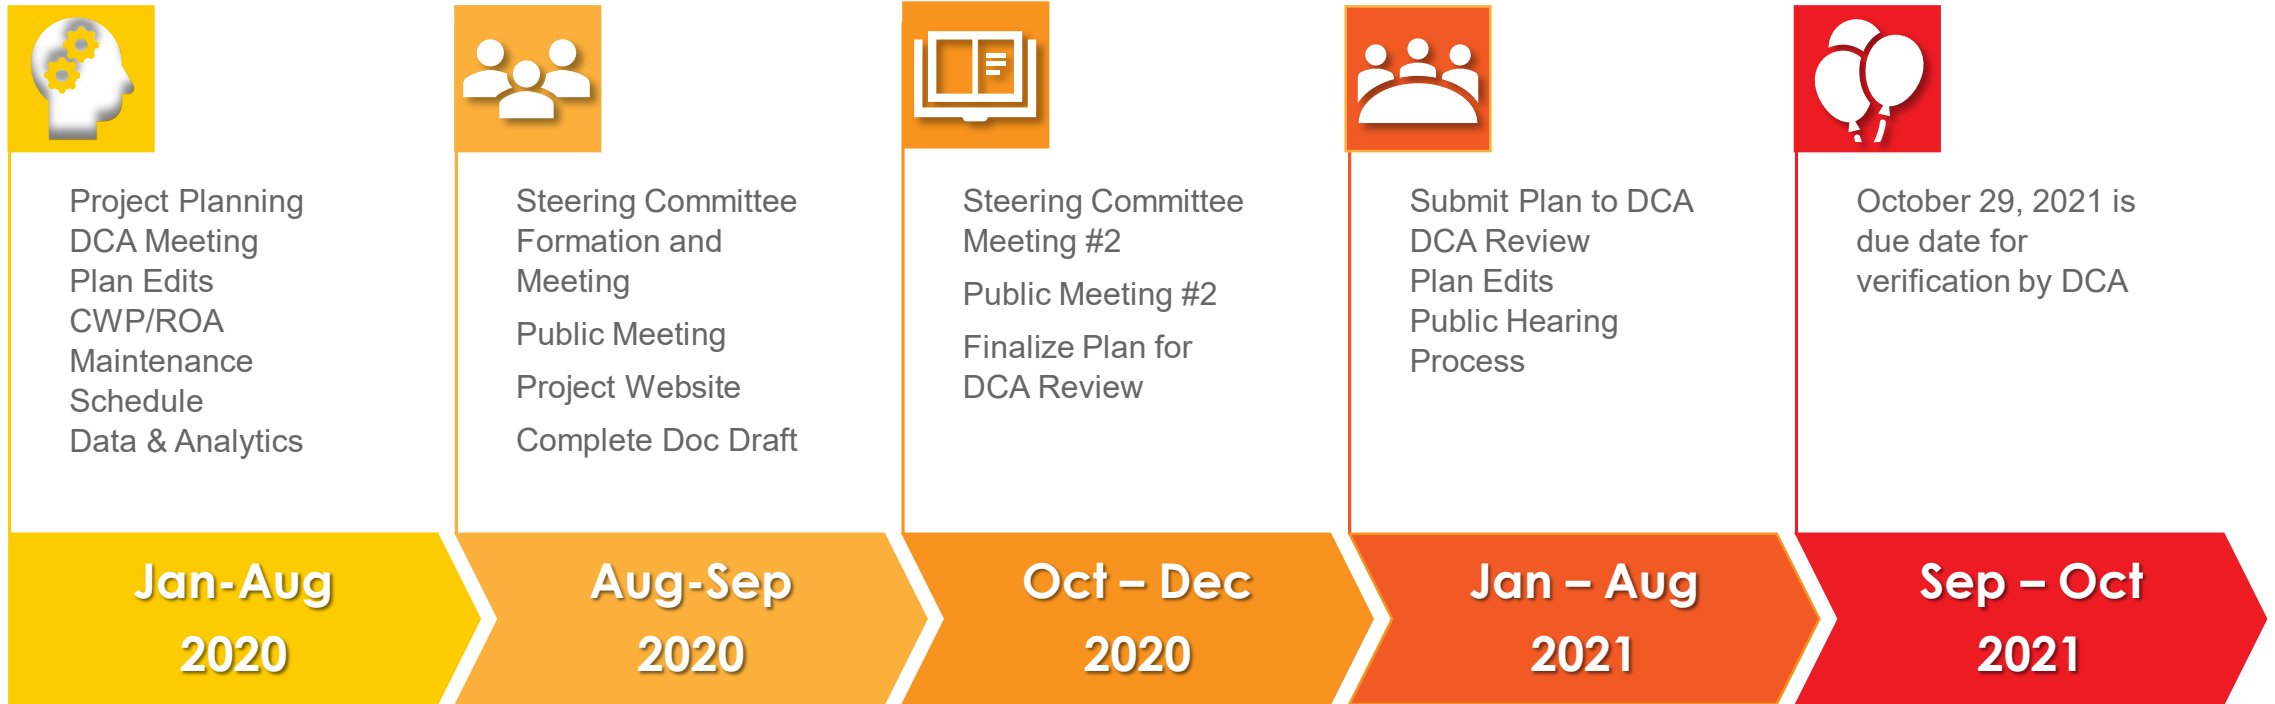 Project Planning
DCA Meeting
Plan Edits
CWP/ROA
Maintenance
Schedule
Data & Analytics
Steering Committee
Formation and
Meeting
Public Meeting
Project Website
Complete Doc Draft
Steering Committee
Meeting #2
Public Meeting #2
Finalize Plan for
DCA Review
Submit Plan to DCA
DCA Review
Plan Edits
Public Hearing
Process
October 29, 2021 is
due date for
verification by DCA
Jan-Aug
2020
Aug-Sep
2020
Oct – Dec
2020
Jan – Aug
2021
Sep – Oct
2021